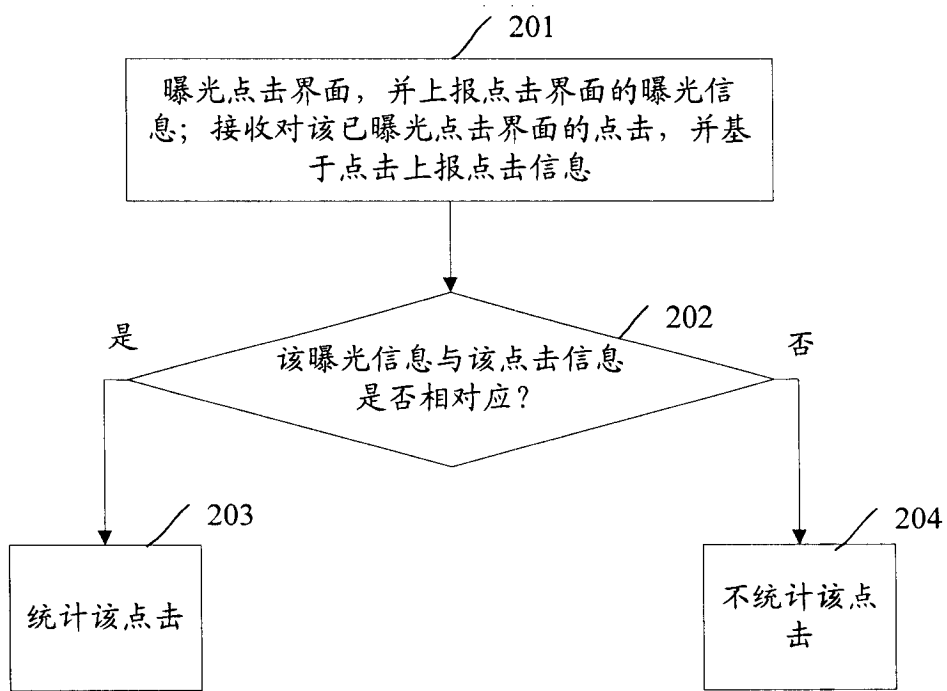 201
曝光点击界面，并上报点击界面的曝光信
息；接收对该已曝光点击界面的点击，并基
于点击上报点击信息
202
是
否
该曝光信息与该点击信息
是否相对应？
203
204
统计该点击
不统计该点
击